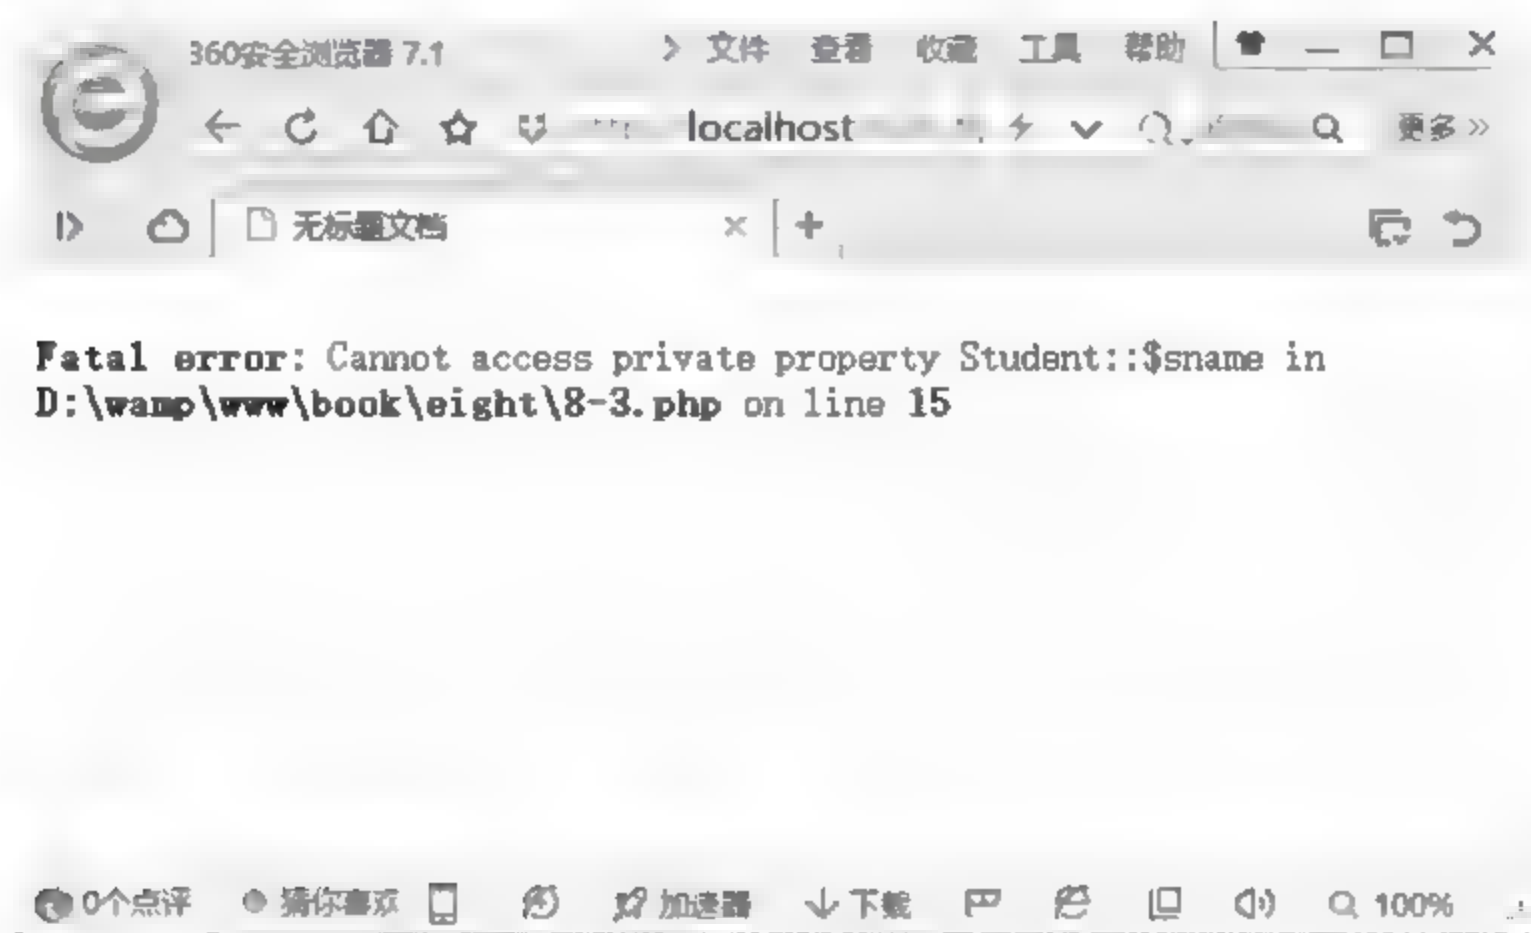 360安全浏览器 7.1
文件 查看 收藏 工具 帮助
localhost
更多
无标题文档
Fatal error: Cannot access private property Student::$sname in
D:\wamp\www\book\eight\8-3.php on line 15
0个点评 猜你喜欢 加速器 下载 100%